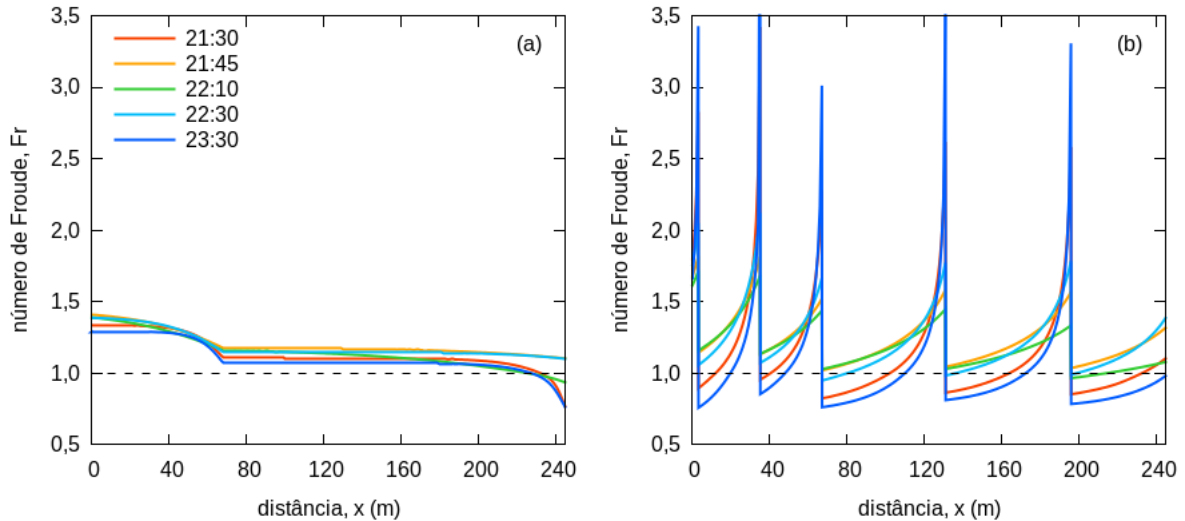 3,5
3,0
2,5
2,0
1,5
1,0
0,5
número de Froude, Fr
21:30
21:45
22:10
22:30
23:30
(a)
0 40 80 120 160 200 240
distância, x (m)
3,5
3,0
2,5
2,0
1,5
1,0
0,5
número de Froude, Fr
(b)
0 40 80 120 160 200 240
distância, x (m)